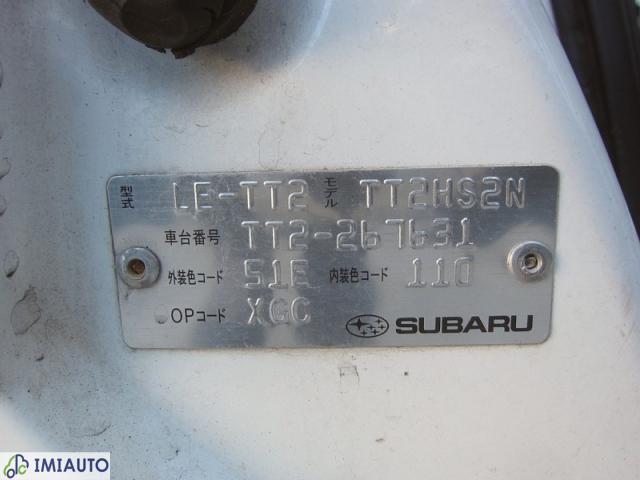 型式 LE-TT2 モデル TT2HS2N
車台番号 TT2-267631
外装色コード 51E 内装色コード 110
OPコード XGC SUBARU
IMIAUTO